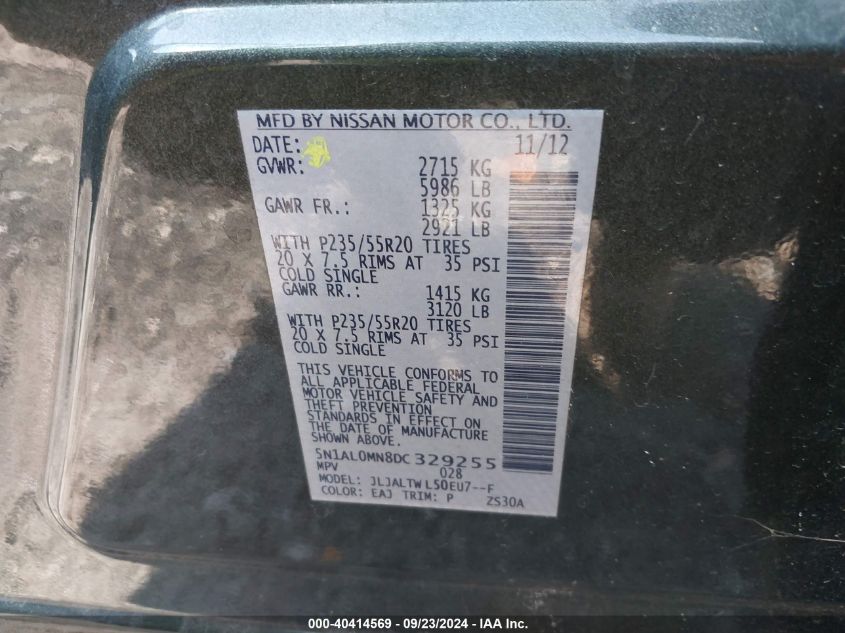 MFD BY NISSAN MOTOR CO., LTD.
DATE: 11/12
GVWR: 2715 KG
5986 LB
GAWR FR.: 1325 KG
2921 LB
WITH P235/55R20 TIRES
20 X 7.5 RIMS AT 35 PSI
COLD SINGLE
GAWR RR.: 1415 KG
3120 LB
WITH P235/55R20 TIRES
20 X 7.5 RIMS AT 35 PSI
COLD SINGLE
THIS VEHICLE CONFORMS TO
ALL APPLICABLE FEDERAL
MOTOR VEHICLE SAFETY AND
THEFT PREVENTION
STANDARDS IN EFFECT ON
THE DATE OF MANUFACTURE
SHOWN ABOVE.
5N1AL0MN8DC 329255
MPV 028
MODEL: JLJALTWL50EU7--F
COLOR: EAJ TRIM: P ZS30A
000-40414569 - 09/23/2024 - IAA Inc.